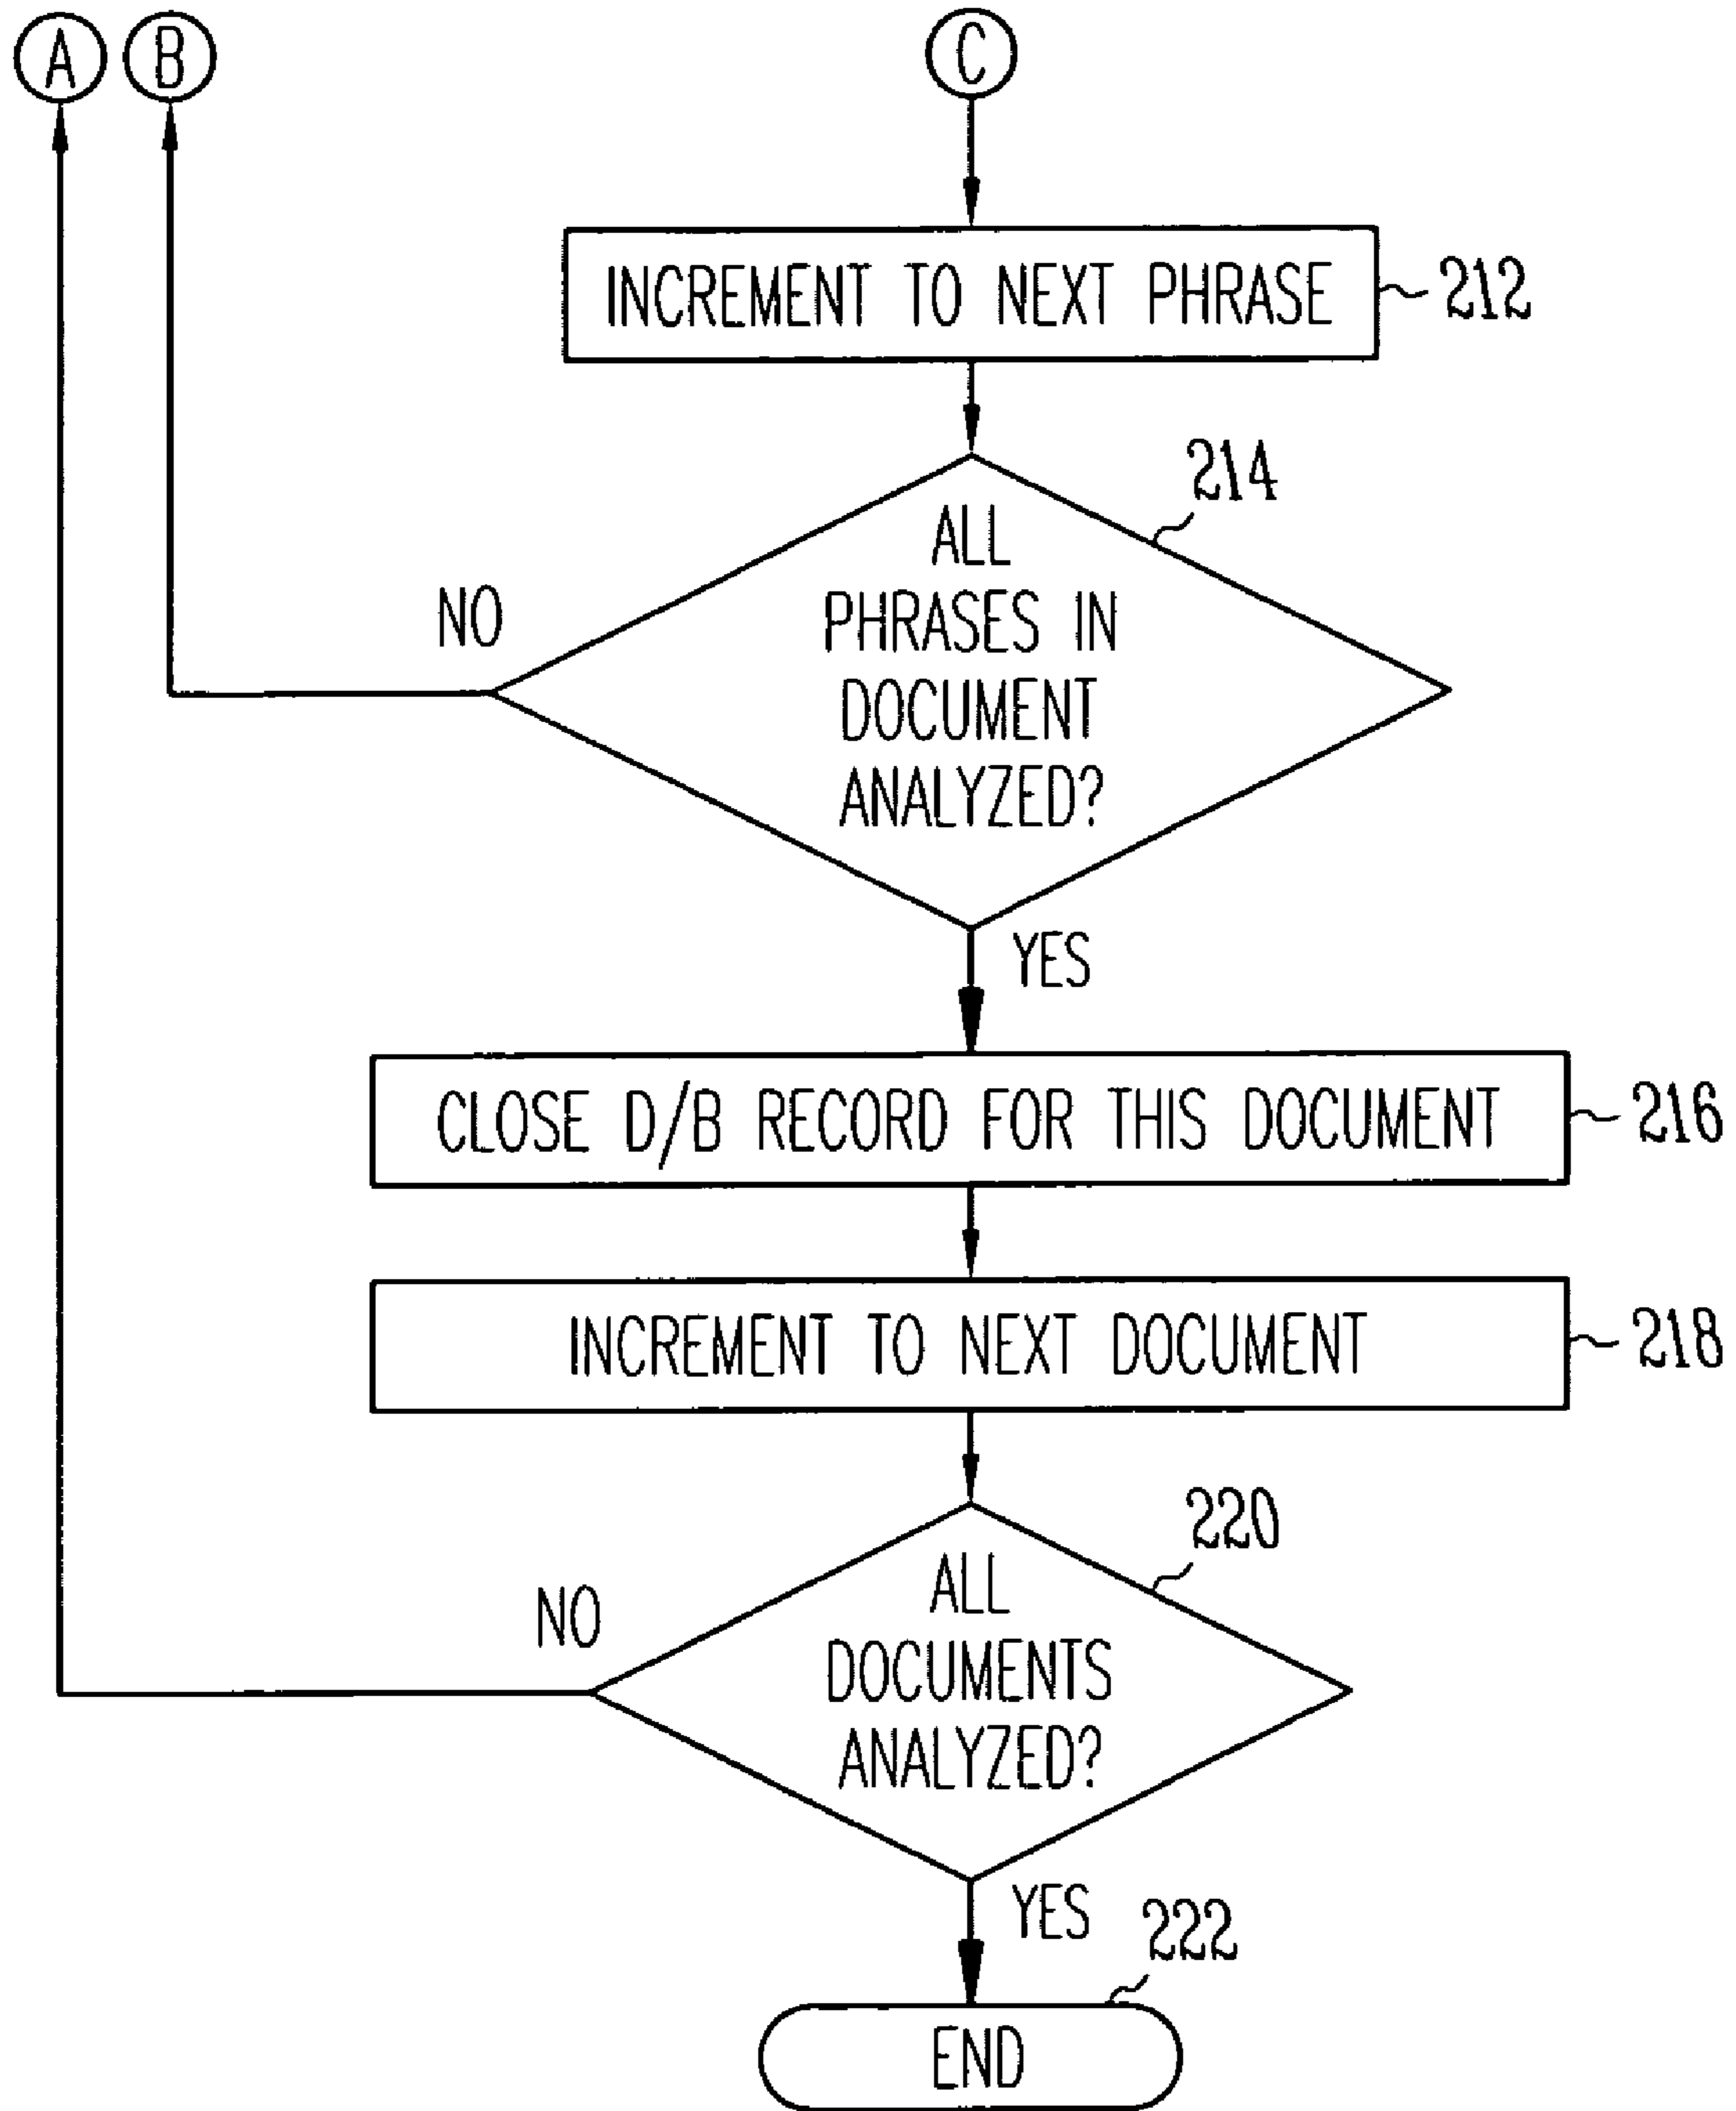 A B C
INCREMENT TO NEXT PHRASE 212
214
ALL
PHRASES IN
DOCUMENT
ANALYZED?
NO
YES
CLOSE D/B RECORD FOR THIS DOCUMENT 216
INCREMENT TO NEXT DOCUMENT 218
220
ALL
DOCUMENTS
ANALYZED?
NO
YES
222
END